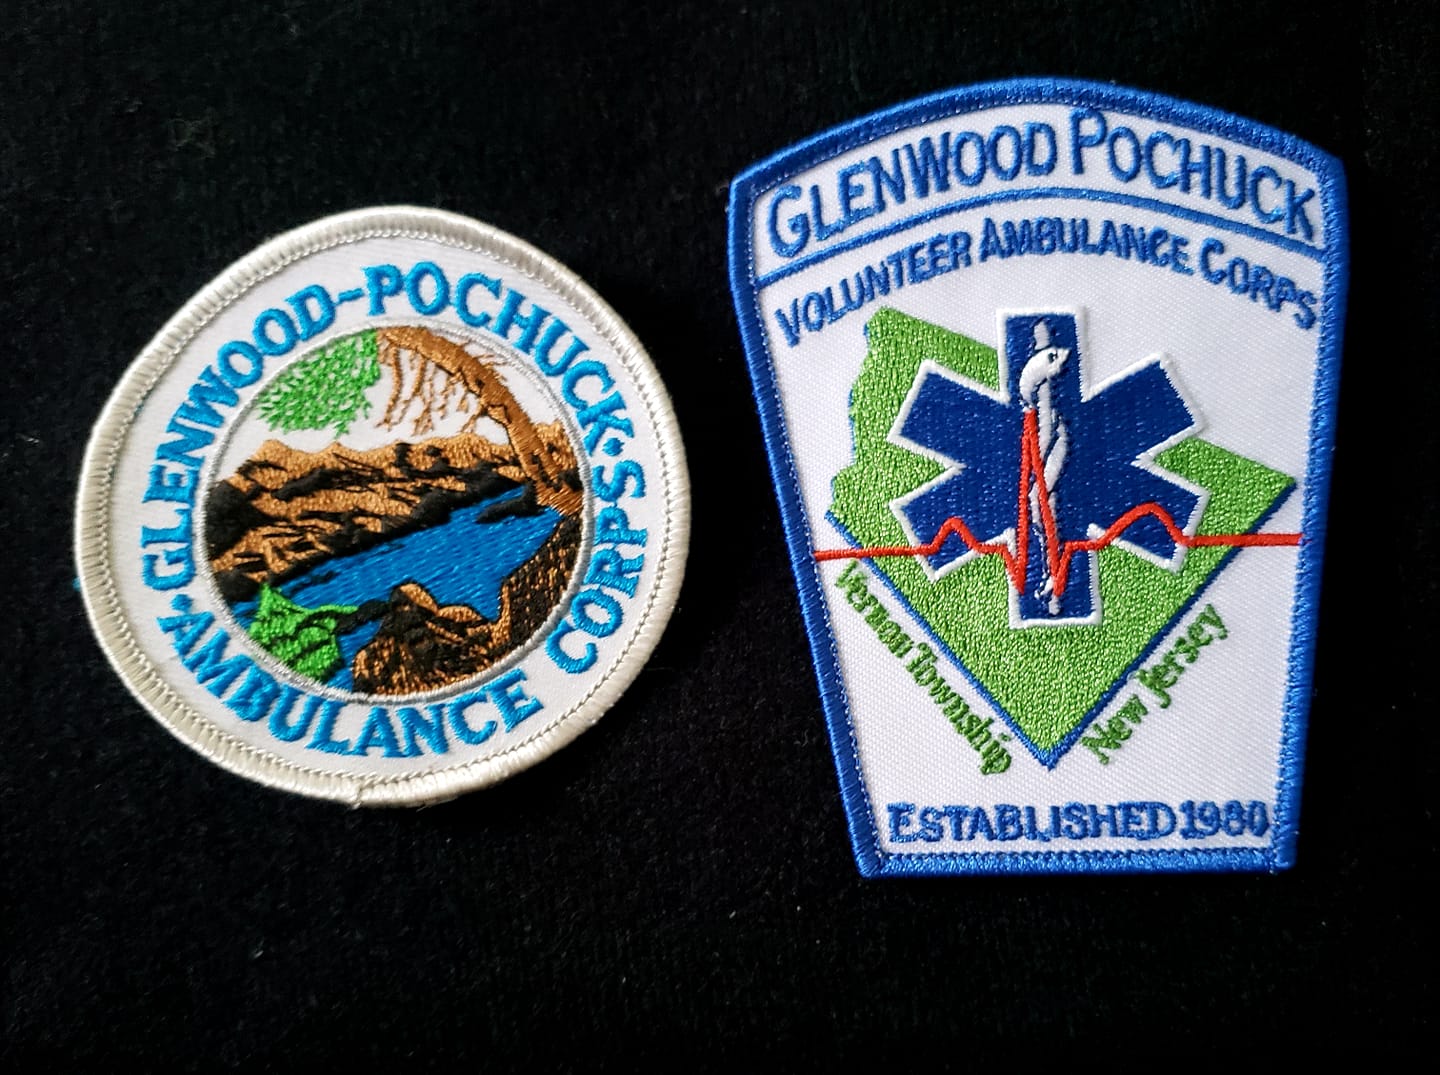 GLENWOOD-POCHUCK
AMBULANCE CORPS
GLENWOOD POCHUCK
VOLUNTEER AMBULANCE CORPS
Vernon Township
New Jersey
ESTABLISHED 1980